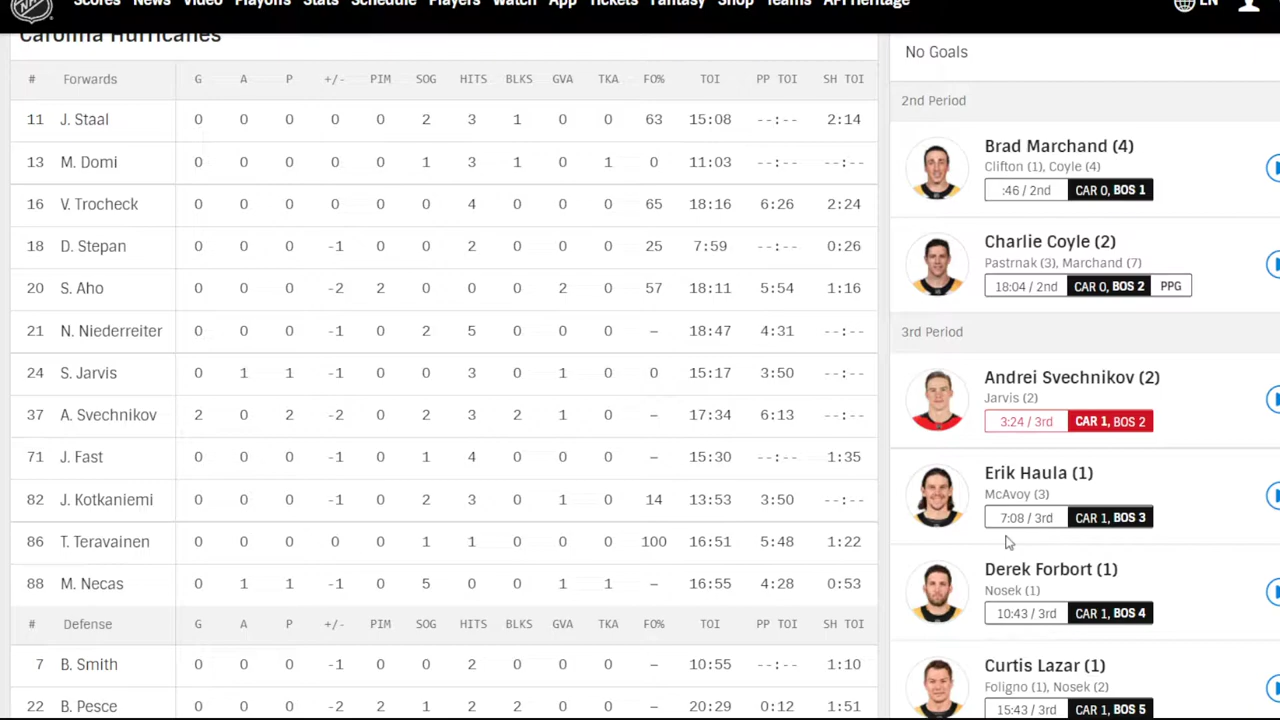 NHL
Scores News Video Playoffs Stats Schedule Players Watch App Tickets Fantasy Shop Teams API Heritage EN
Carolina Hurricanes
# Forwards G A P +/- PIM SOG HITS BLKS GVA TKA FO% TOI PP TOI SH TOI
11 J. Staal 0 0 0 0 0 2 3 1 0 0 63 15:08 --:-- 2:14
13 M. Domi 0 0 0 0 0 1 3 1 0 1 0 11:03 --:-- --:--
16 V. Trocheck 0 0 0 0 0 0 4 0 0 0 65 18:16 6:26 2:24
18 D. Stepan 0 0 0 -1 0 0 2 0 0 0 25 7:59 --:-- 0:26
20 S. Aho 0 0 0 -2 2 0 0 0 2 0 57 18:11 5:54 1:16
21 N. Niederreiter 0 0 0 -1 0 2 5 0 0 0 – 18:47 4:31 --:--
24 S. Jarvis 0 1 1 -1 0 0 3 0 1 0 0 15:17 3:50 --:--
37 A. Svechnikov 2 0 2 -2 0 2 3 2 1 0 – 17:34 6:13 --:--
71 J. Fast 0 0 0 -1 0 1 4 0 0 0 – 15:30 --:-- 1:35
82 J. Kotkaniemi 0 0 0 -1 0 2 3 0 1 0 14 13:53 3:50 --:--
86 T. Teravainen 0 0 0 0 0 1 1 0 0 0 100 16:51 5:48 1:22
88 M. Necas 0 1 1 -1 0 5 0 0 1 1 – 16:55 4:28 0:53
# Defense G A P +/- PIM SOG HITS BLKS GVA TKA FO% TOI PP TOI SH TOI
7 B. Smith 0 0 0 -1 0 0 2 0 0 0 – 10:55 --:-- 1:10
22 B. Pesce 0 0 0 -2 2 1 2 2 0 0 – 20:29 0:12 1:51
No Goals
2nd Period
Brad Marchand (4)
Clifton (1), Coyle (4)
:46 / 2nd CAR 0, BOS 1
Charlie Coyle (2)
Pastrnak (3), Marchand (7)
18:04 / 2nd CAR 0, BOS 2 PPG
3rd Period
Andrei Svechnikov (2)
Jarvis (2)
3:24 / 3rd CAR 1, BOS 2
Erik Haula (1)
McAvoy (3)
7:08 / 3rd CAR 1, BOS 3
Derek Forbort (1)
Nosek (1)
10:43 / 3rd CAR 1, BOS 4
Curtis Lazar (1)
Foligno (1), Nosek (2)
15:43 / 3rd CAR 1, BOS 5